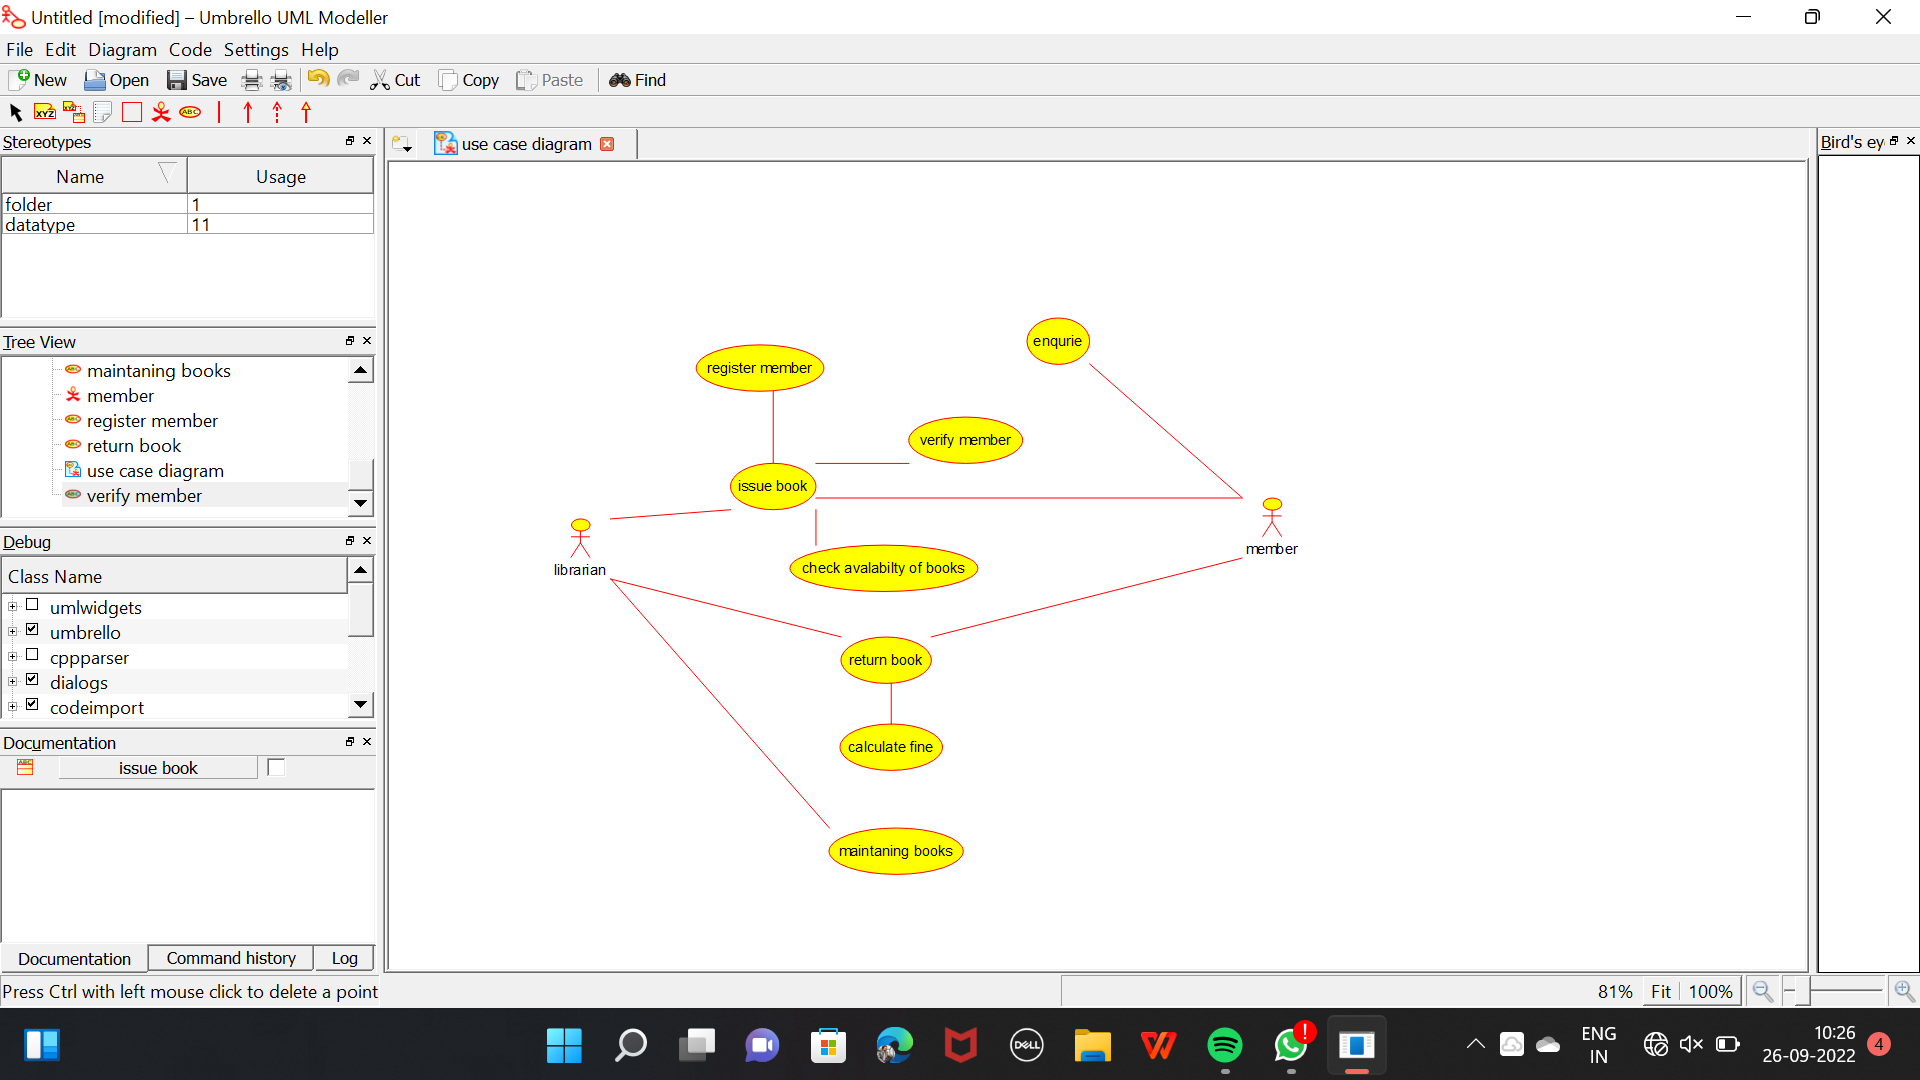 Untitled [modified] – Umbrello UML Modeller
File Edit Diagram Code Settings Help
New Open Save Cut Copy Paste Find
XYZ XYZ ABC
Stereotypes
Name Usage
folder 1
datatype 11
Tree View
maintaning books
member
register member
return book
use case diagram
verify member
Debug
Class Name
umlwidgets
umbrello
cppparser
dialogs
codeimport
Documentation
issue book
Documentation Command history Log
Press Ctrl with left mouse click to delete a point
use case diagram
enqurie
register member
verify member
issue book
librarian
member
check avalabilty of books
return book
calculate fine
maintaning books
Bird's ey
81% Fit 100%
DELL
ENG
IN
10:26
26-09-2022
4